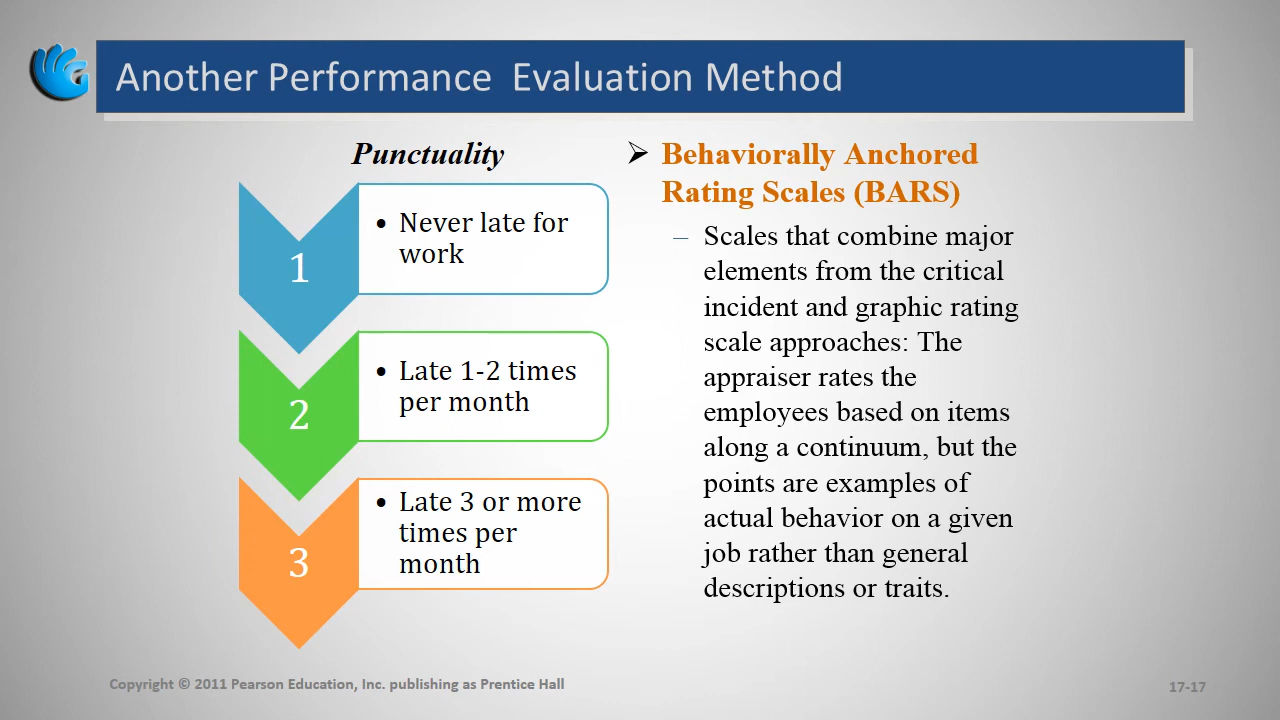 Another Performance  Evaluation Method
Punctuality
1
• Never late for
work
2
• Late 1-2 times
per month
3
• Late 3 or more
times per
month
➢ Behaviorally Anchored
Rating Scales (BARS)
– Scales that combine major
elements from the critical
incident and graphic rating
scale approaches: The
appraiser rates the
employees based on items
along a continuum, but the
points are examples of
actual behavior on a given
job rather than general
descriptions or traits.
Copyright © 2011 Pearson Education, Inc. publishing as Prentice Hall
17-17